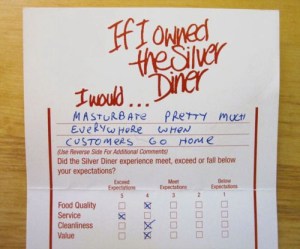 If I owned
the Silver
Diner
I would...
MASTURBATE PRETTY MUCH
EVERYWHERE WHEN
CUSTOMERS GO HOME
(Use Reverse Side For Additional Comments)
Did the Silver Diner experience meet, exceed or fall below
your expectations?
Exceed Meet Below
Expectations Expectations Expectations
5 4 3 2 1
Food Quality
Service
Cleanliness
Value